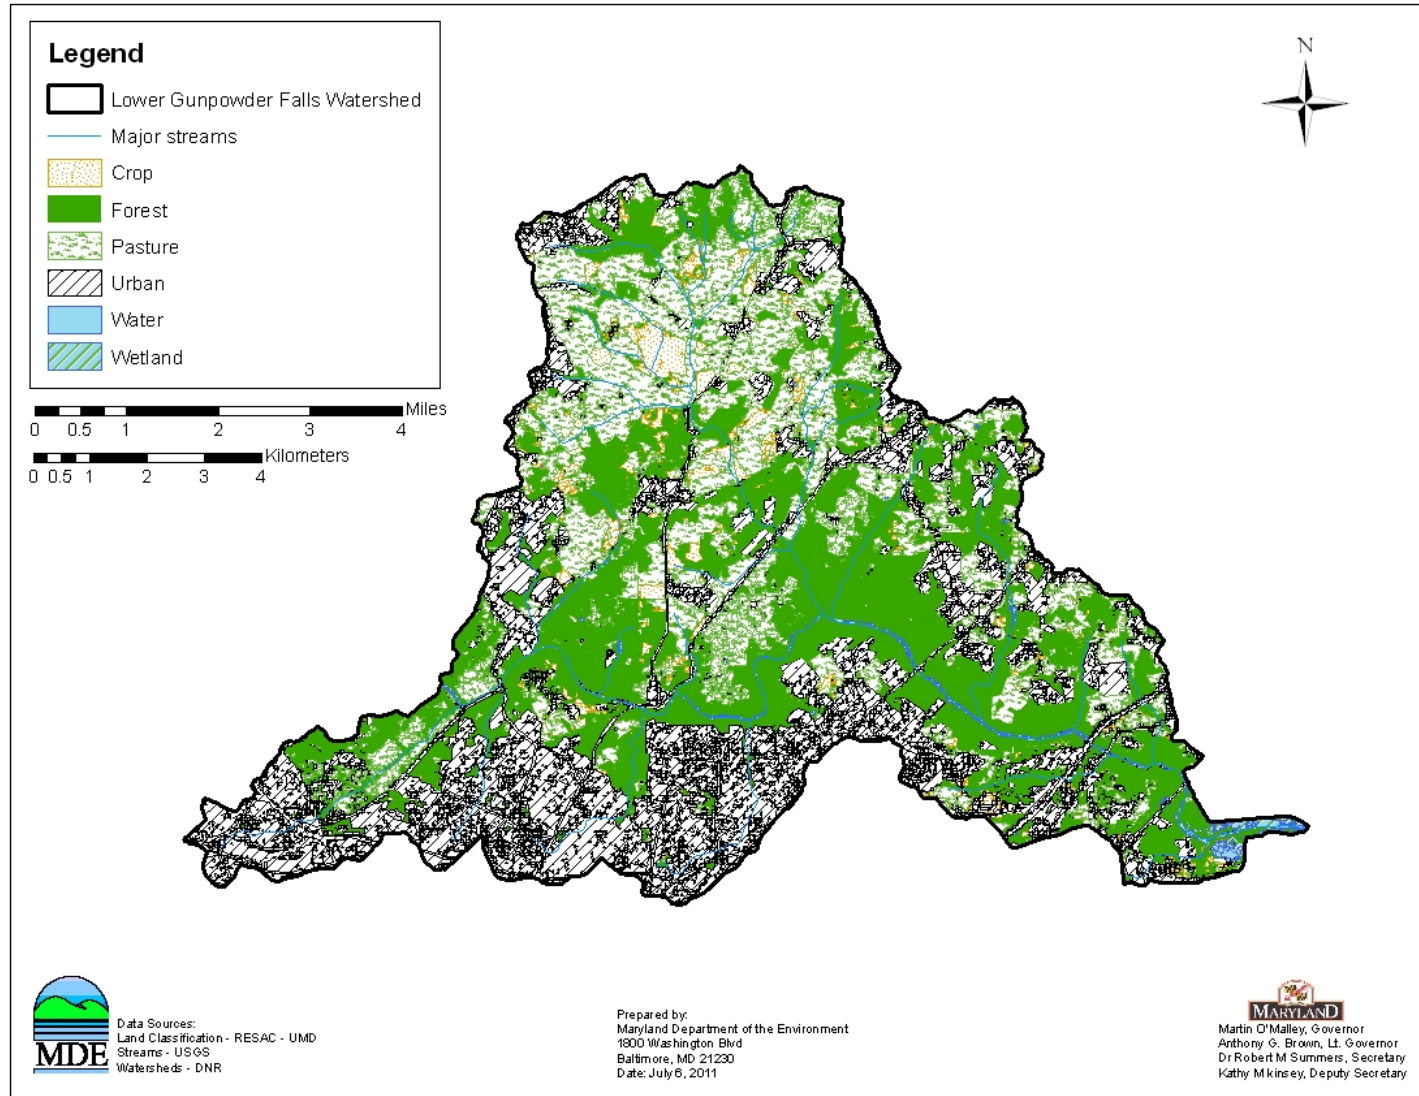 Legend
Lower Gunpowder Falls Watershed
Major streams
Crop
Forest
Pasture
Urban
Water
Wetland
Miles
0 0.5 1 2 3 4
Kilometers
0 0.5 1 2 3 4
N
MDE
Data Sources:
Land Classification - RESAC - UMD
Streams - USGS
Watersheds - DNR
Prepared by:
Maryland Department of the Environment
1800 Washington Blvd
Baltimore, MD 21230
Date: July 6, 2011
MARYLAND
Martin O'Malley, Governor
Anthony G. Brown, Lt. Governor
Dr Robert M Summers, Secretary
Kathy M kinsey, Deputy Secretary